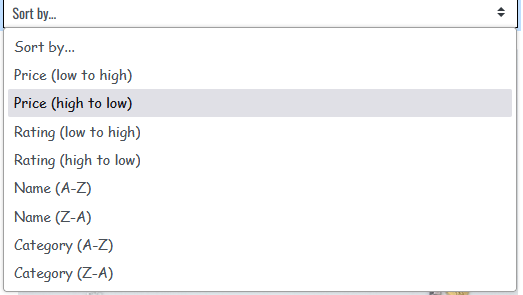 Sort by...
Sort by...
Price (low to high)
Price (high to low)
Rating (low to high)
Rating (high to low)
Name (A-Z)
Name (Z-A)
Category (A-Z)
Category (Z-A)